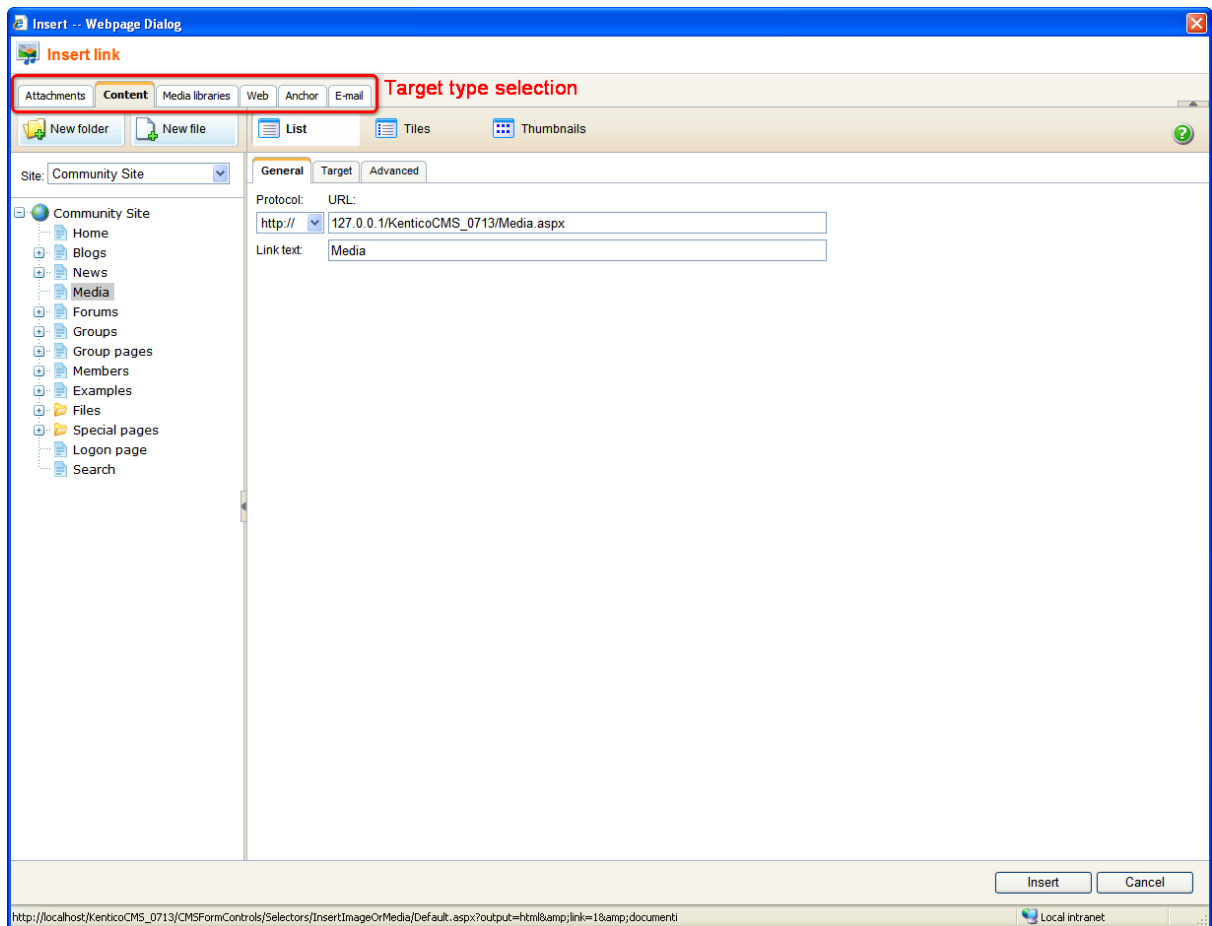 Insert -- Webpage Dialog
Insert link
Attachments Content Media libraries Web Anchor E-mail Target type selection
New folder New file List Tiles Thumbnails
Site: Community Site
General Target Advanced
Protocol: URL:
http:// 127.0.0.1/KenticoCMS_0713/Media.aspx
Link text: Media
Community Site
Home
Blogs
News
Media
Forums
Groups
Group pages
Members
Examples
Files
Special pages
Logon page
Search
Insert Cancel
http://localhost/KenticoCMS_0713/CMSFormControls/Selectors/InsertImageOrMedia/Default.aspx?output=html&amp;link=1&amp;documenti Local intranet